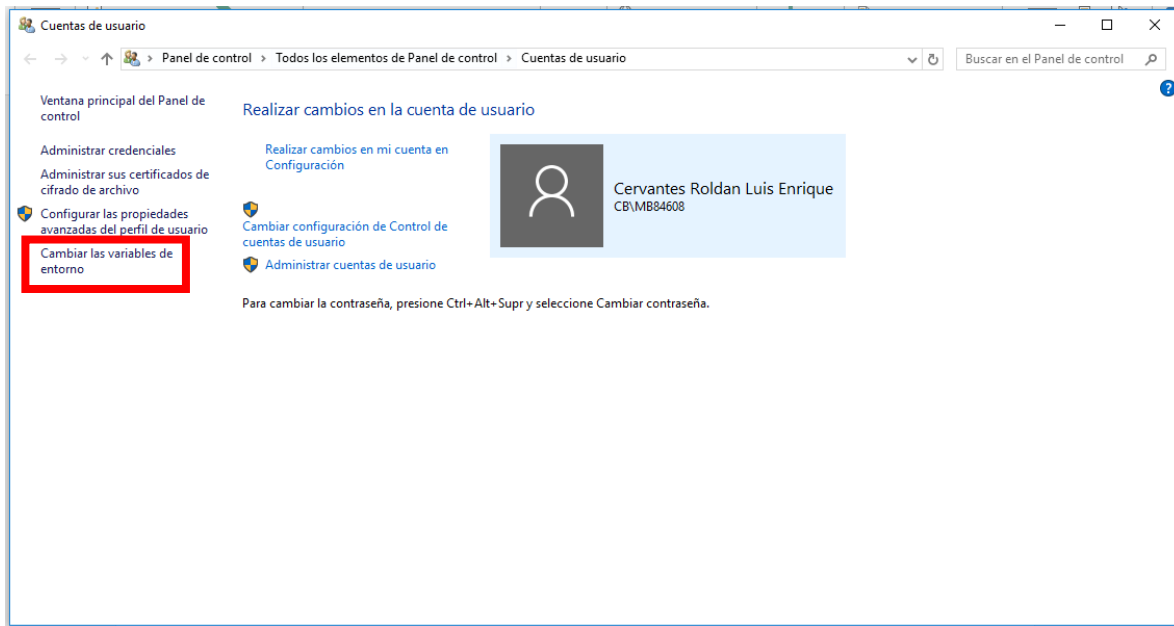 Cuentas de usuario
Panel de control > Todos los elementos de Panel de control > Cuentas de usuario
Buscar en el Panel de control
?
Ventana principal del Panel de
control
Administrar credenciales
Administrar sus certificados de
cifrado de archivo
Configurar las propiedades
avanzadas del perfil de usuario
Cambiar las variables de
entorno
Realizar cambios en la cuenta de usuario
Realizar cambios en mi cuenta en
Configuración
Cambiar configuración de Control de
cuentas de usuario
Administrar cuentas de usuario
Cervantes Roldan Luis Enrique
CB\MB84608
Para cambiar la contraseña, presione Ctrl+Alt+Supr y seleccione Cambiar contraseña.